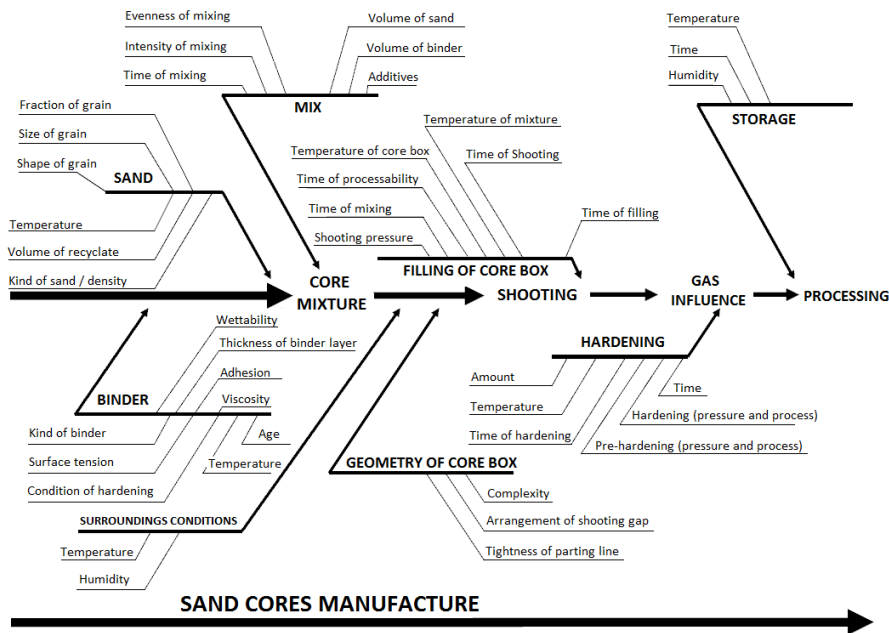 Evenness of mixing
Intensity of mixing
Time of mixing
Volume of sand
Volume of binder
Additives
MIX
Temperature
Time
Humidity
STORAGE
Fraction of grain
Size of grain
Shape of grain
SAND
Temperature
Volume of recyclate
Kind of sand / density
Temperature of mixture
Temperature of core box
Time of Shooting
Time of processability
Time of mixing
Shooting pressure
Time of filling
FILLING OF CORE BOX
CORE
MIXTURE
SHOOTING
GAS
INFLUENCE
PROCESSING
Wettability
Thickness of binder layer
Adhesion
Viscosity
BINDER
Kind of binder
Age
Surface tension
Temperature
Condition of hardening
HARDENING
Amount
Time
Temperature
Hardening (pressure and process)
Time of hardening
Pre-hardening (pressure and process)
GEOMETRY OF CORE BOX
Complexity
Arrangement of shooting gap
Tightness of parting line
SURROUNDINGS CONDITIONS
Temperature
Humidity
SAND CORES MANUFACTURE